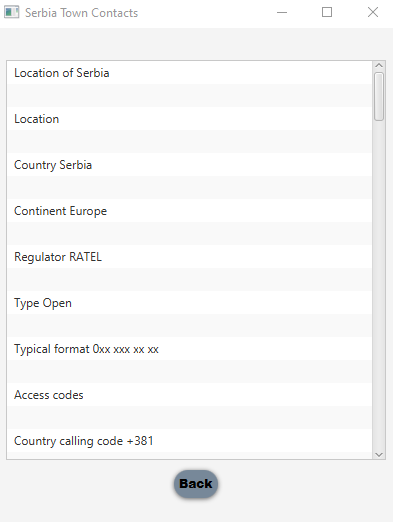 Serbia Town Contacts
Location of Serbia
Location
Country Serbia
Continent Europe
Regulator RATEL
Type Open
Typical format 0xx xxx xx xx
Access codes
Country calling code +381
Back